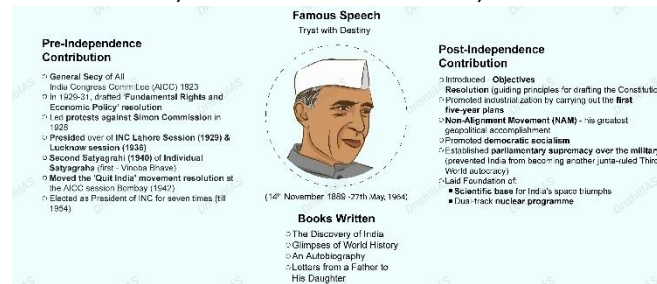 Famous Speech
Tryst with Destiny
Pre-Independence
Contribution
General Secy of All
India Congress Committee (AICC) 1923
In 1929-31, drafted 'Fundamental Rights and
Economic Policy' resolution
Led protests against Simon Commission in
1928
Presided over of INC Lahore Session (1929) &
Lucknow session (1936)
Second Satyagrahi (1940) of Individual
Satyagraha (first - Vinoba Bhave)
Moved the 'Quit India' movement resolution at
the AICC session Bombay (1942)
Elected as President of INC for seven times (till
1954)
(14th November 1889 -27th May, 1964)
Books Written
The Discovery of India
Glimpses of World History
An Autobiography
Letters from a Father to
His Daughter
Post-Independence
Contribution
Introduced - Objectives
Resolution (guiding principles for drafting the
Promoted industrialization by carrying out the first
five-year plans
Non-Alignment Movement (NAM) - his greatest
geopolitical accomplishment
Promoted democratic socialism
Established parliamentary supremacy over the
(prevented India from becoming another junta-ruled
World autocracy)
Laid Foundation of:
Scientific base for India's space triumphs
Dual-track nuclear programme